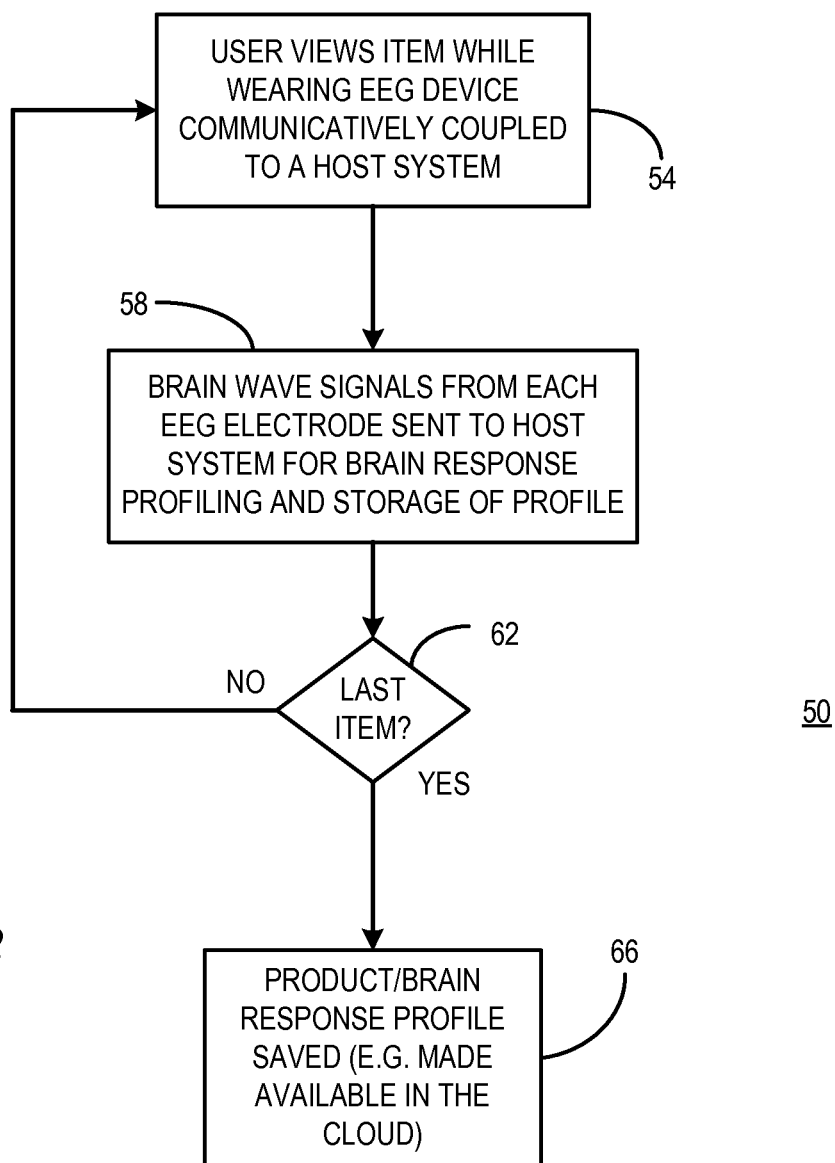 USER VIEWS ITEM WHILE
WEARING EEG DEVICE
COMMUNICATIVELY COUPLED
TO A HOST SYSTEM
54
58
BRAIN WAVE SIGNALS FROM EACH
EEG ELECTRODE SENT TO HOST
SYSTEM FOR BRAIN RESPONSE
PROFILING AND STORAGE OF PROFILE
62
NO
LAST
ITEM?
50
YES
66
PRODUCT/BRAIN
RESPONSE PROFILE
SAVED (E.G. MADE
AVAILABLE IN THE
CLOUD)